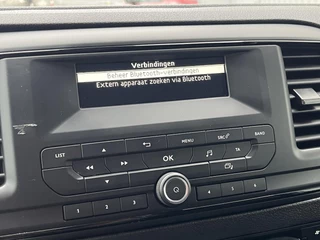 Verbindingen
Beheer Bluetooth-verbindingen
Extern apparaat zoeken via Bluetooth
LIST
MENU
SRC
BAND
OK
TA
1
2
3
4
5
6